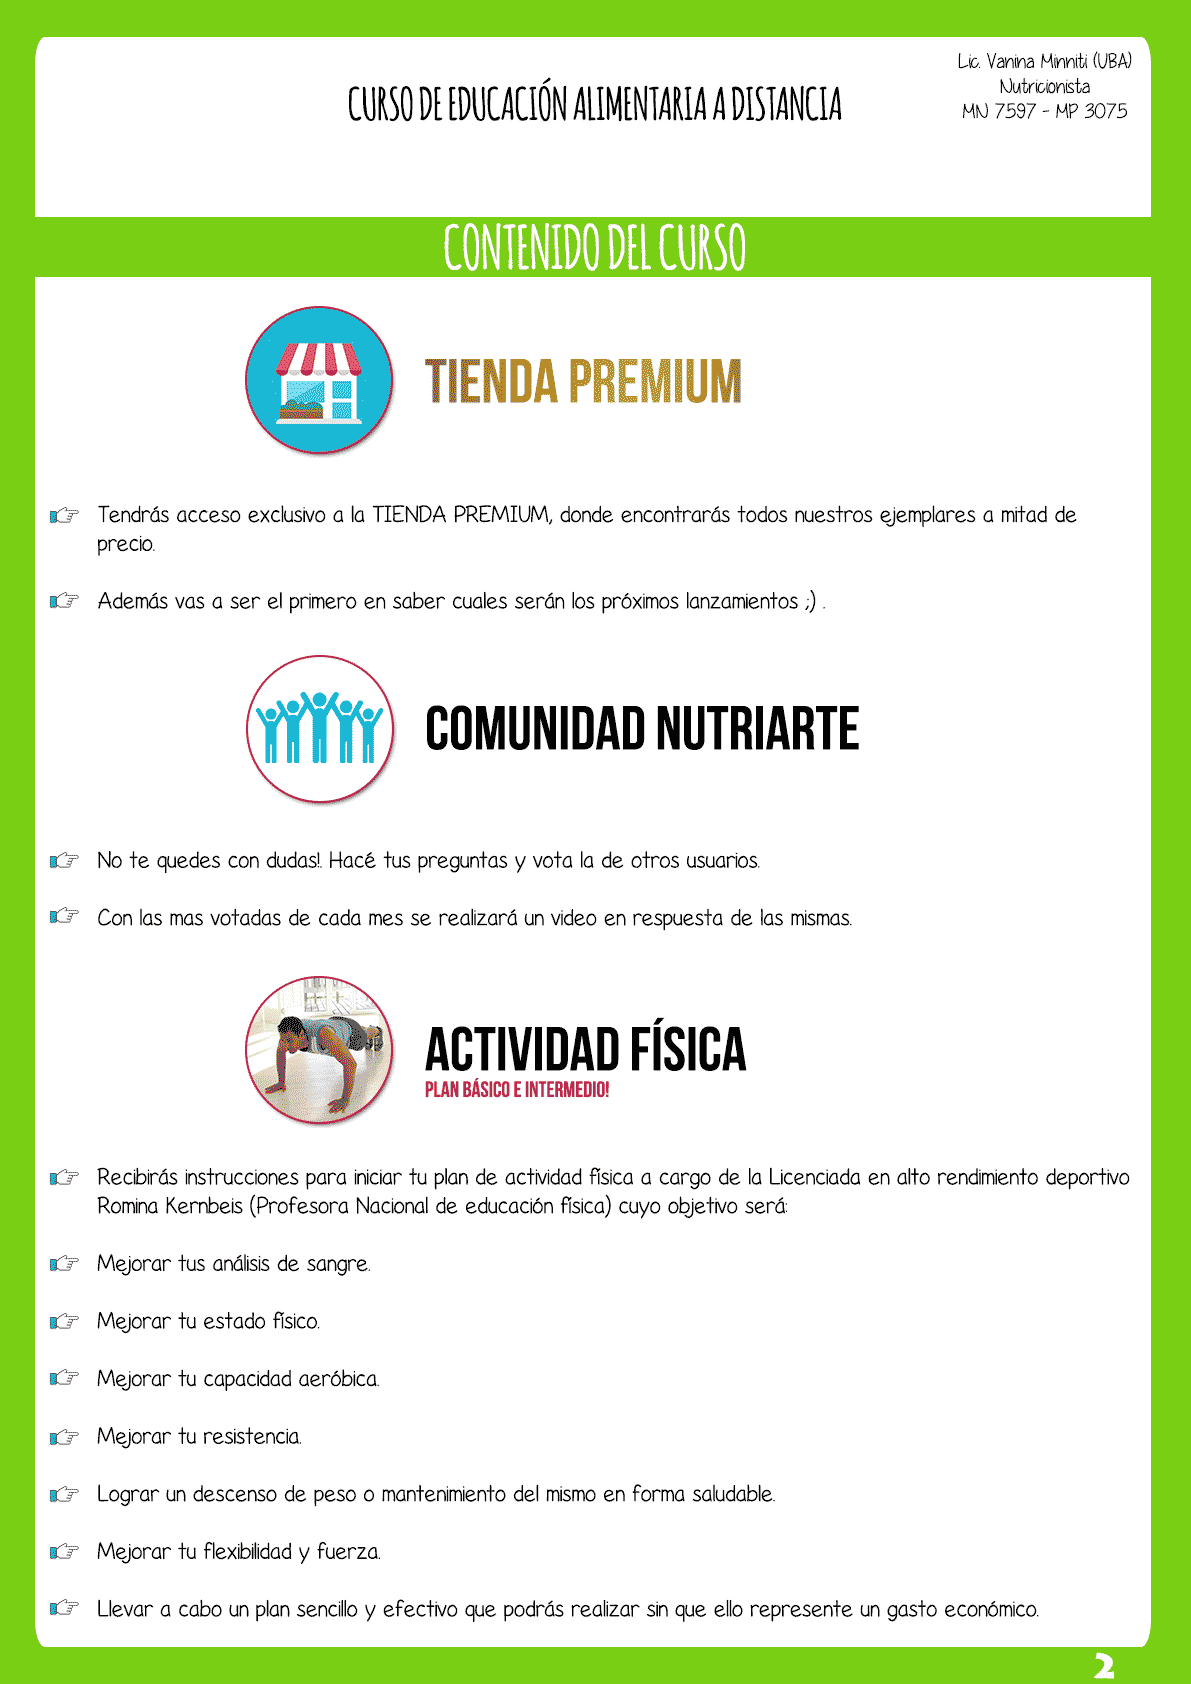 Lic. Vanina Minniti (UBA)
Nutricionista
MN 7597 - MP 3075
CURSO DE EDUCACIÓN ALIMENTARIA A DISTANCIA
CONTENIDO DEL CURSO
TIENDA PREMIUM
Tendrás acceso exclusivo a la TIENDA PREMIUM, donde encontrarás todos nuestros ejemplares a mitad de
precio.
Además vas a ser el primero en saber cuales serán los próximos lanzamientos ;) .
COMUNIDAD NUTRIARTE
No te quedes con dudas!. Hacé tus preguntas y vota la de otros usuarios.
Con las mas votadas de cada mes se realizará un video en respuesta de las mismas.
ACTIVIDAD FÍSICA
PLAN BÁSICO E INTERMEDIO!
Recibirás instrucciones para iniciar tu plan de actividad física a cargo de la Licenciada en alto rendimiento deportivo
Romina Kernbeis (Profesora Nacional de educación física) cuyo objetivo será:
Mejorar tus análisis de sangre.
Mejorar tu estado físico.
Mejorar tu capacidad aeróbica.
Mejorar tu resistencia.
Lograr un descenso de peso o mantenimiento del mismo en forma saludable.
Mejorar tu flexibilidad y fuerza.
Llevar a cabo un plan sencillo y efectivo que podrás realizar sin que ello represente un gasto económico.
2